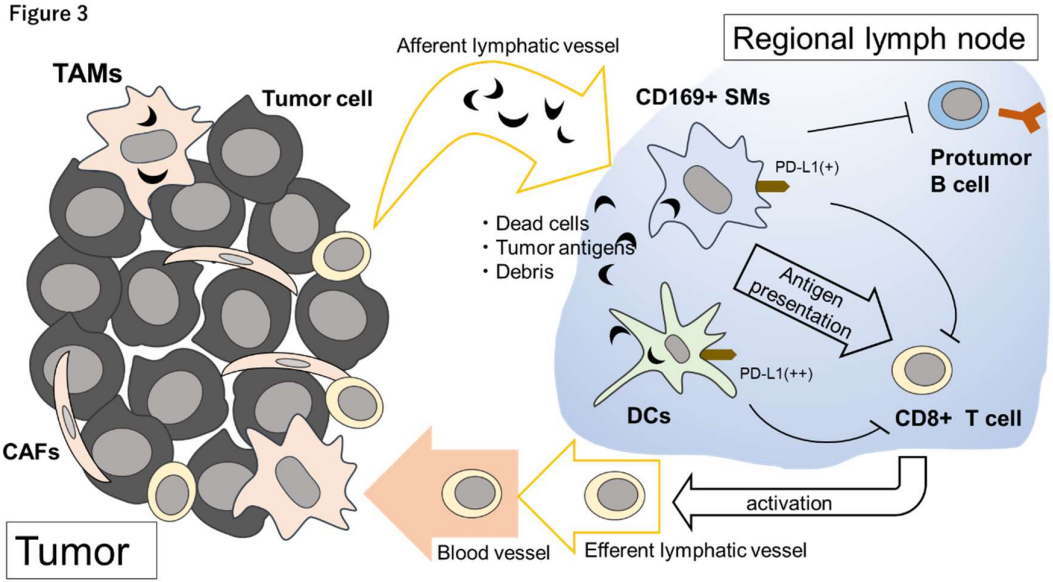 Figure 3
Afferent lymphatic vessel
Regional lymph node
TAMs
Tumor cell
CD169+ SMs
PD-L1(+)
Protumor
B cell
・Dead cells
・Tumor antigens
・Debris
Antigen
presentation
PD-L1(++)
DCs
CD8+ T cell
CAFs
activation
Tumor
Blood vessel
Efferent lymphatic vessel